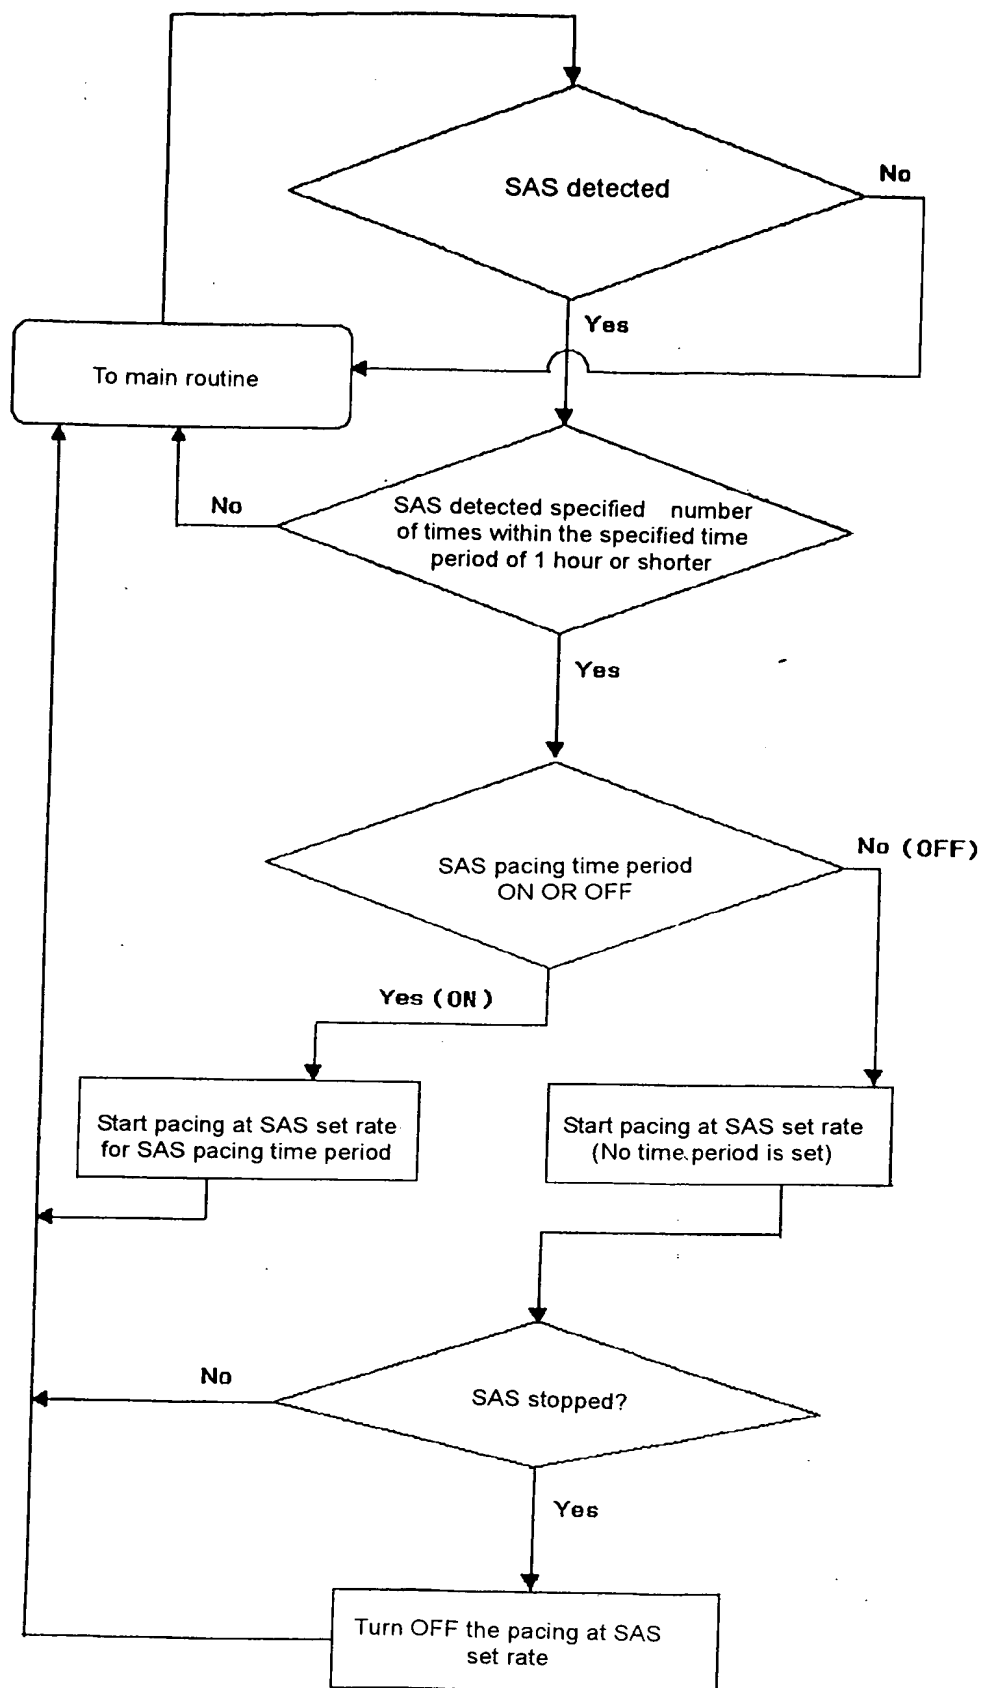 SAS detected
No
Yes
To main routine
No
SAS detected specified number
of times within the specified time
period of 1 hour or shorter
Yes
SAS pacing time period
ON OR OFF
No (OFF)
Yes (ON)
Start pacing at SAS set rate
for SAS pacing time period
Start pacing at SAS set rate
(No time period is set)
No
SAS stopped?
Yes
Turn OFF the pacing at SAS
set rate